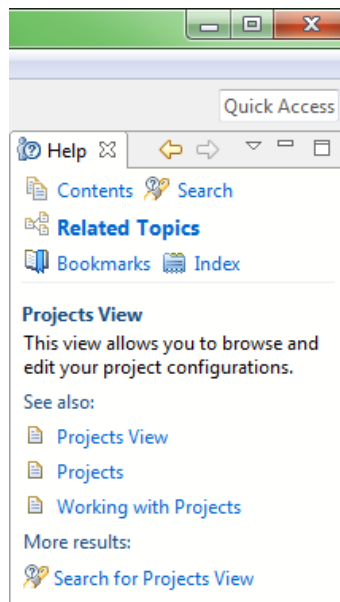 Quick Access
Help
Contents Search
Related Topics
Bookmarks Index
Projects View
This view allows you to browse and
edit your project configurations.
See also:
Projects View
Projects
Working with Projects
More results:
Search for Projects View